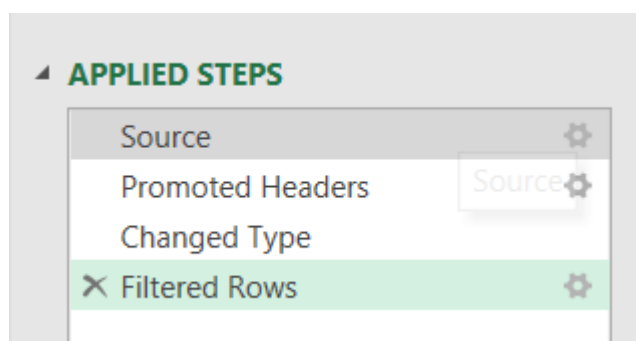 APPLIED STEPS
Source
Promoted Headers
Source
Changed Type
Filtered Rows